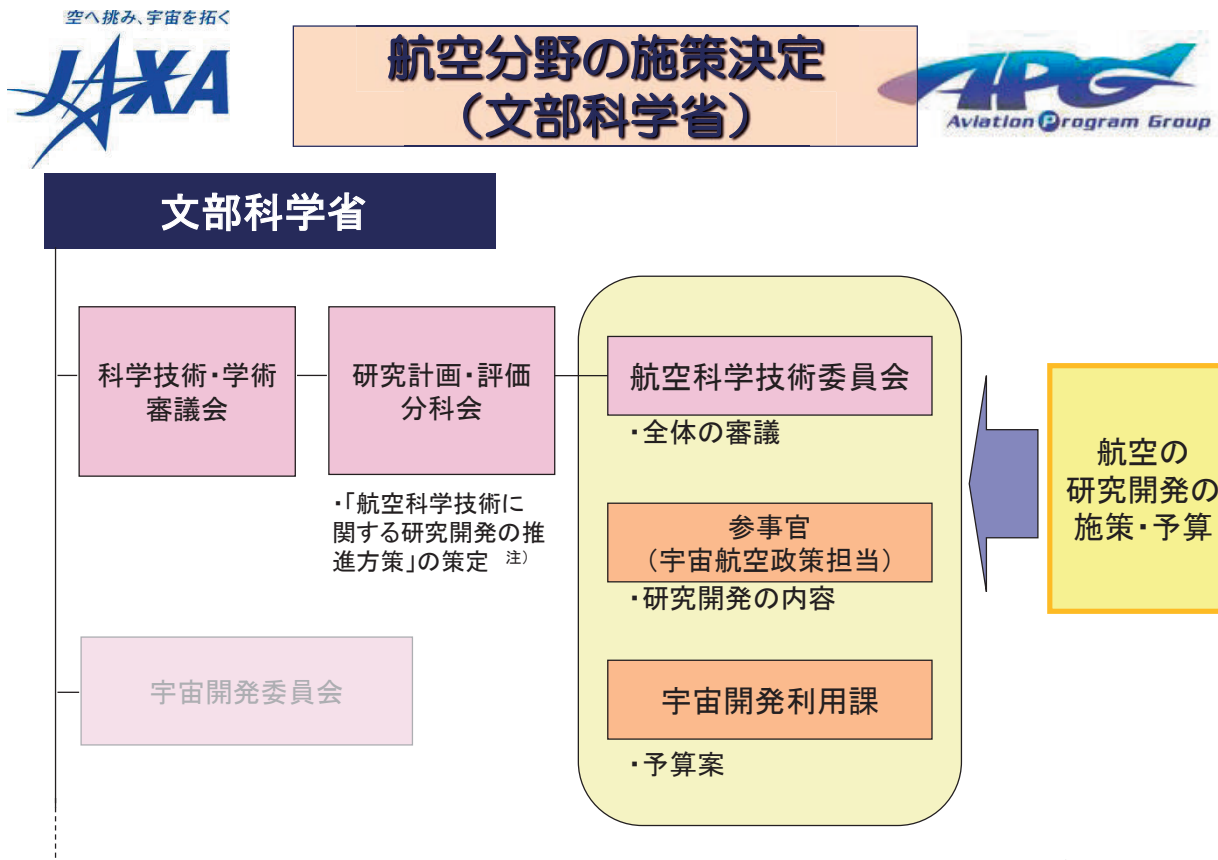 空へ挑み、宇宙を拓く
JAXA
航空分野の施策決定
（文部科学省）
APG
Aviation Program Group
文部科学省
科学技術・学術
審議会
研究計画・評価
分科会
・「航空科学技術に
関する研究開発の推
進方策」の策定 注）
航空科学技術委員会
・全体の審議
参事官
（宇宙航空政策担当）
・研究開発の内容
宇宙開発利用課
・予算案
航空の
研究開発の
施策・予算
宇宙開発委員会